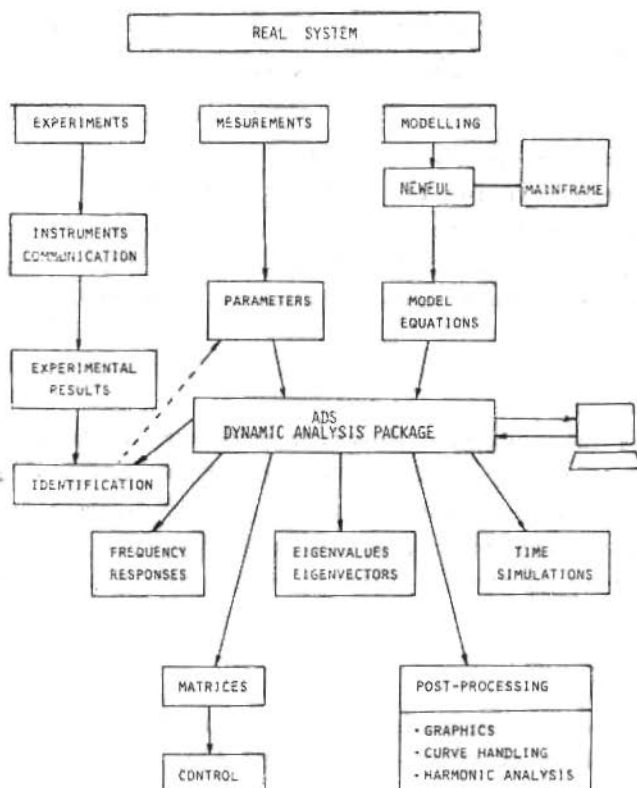 REAL SYSTEM
EXPERIMENTS
MESUREMENTS
MODELLING
NEWEUL
MAINFRAME
INSTRUMENTS
COMMUNICATION
PARAMETERS
MODEL
EQUATIONS
EXPERIMENTAL
RESULTS
ADS
DYNAMIC ANALYSIS PACKAGE
IDENTIFICATION
FREQUENCY
RESPONSES
EIGENVALUES
EIGENVECTORS
TIME
SIMULATIONS
MATRICES
POST-PROCESSING
- GRAPHICS
- CURVE HANDLING
- HARMONIC ANALYSIS
CONTROL